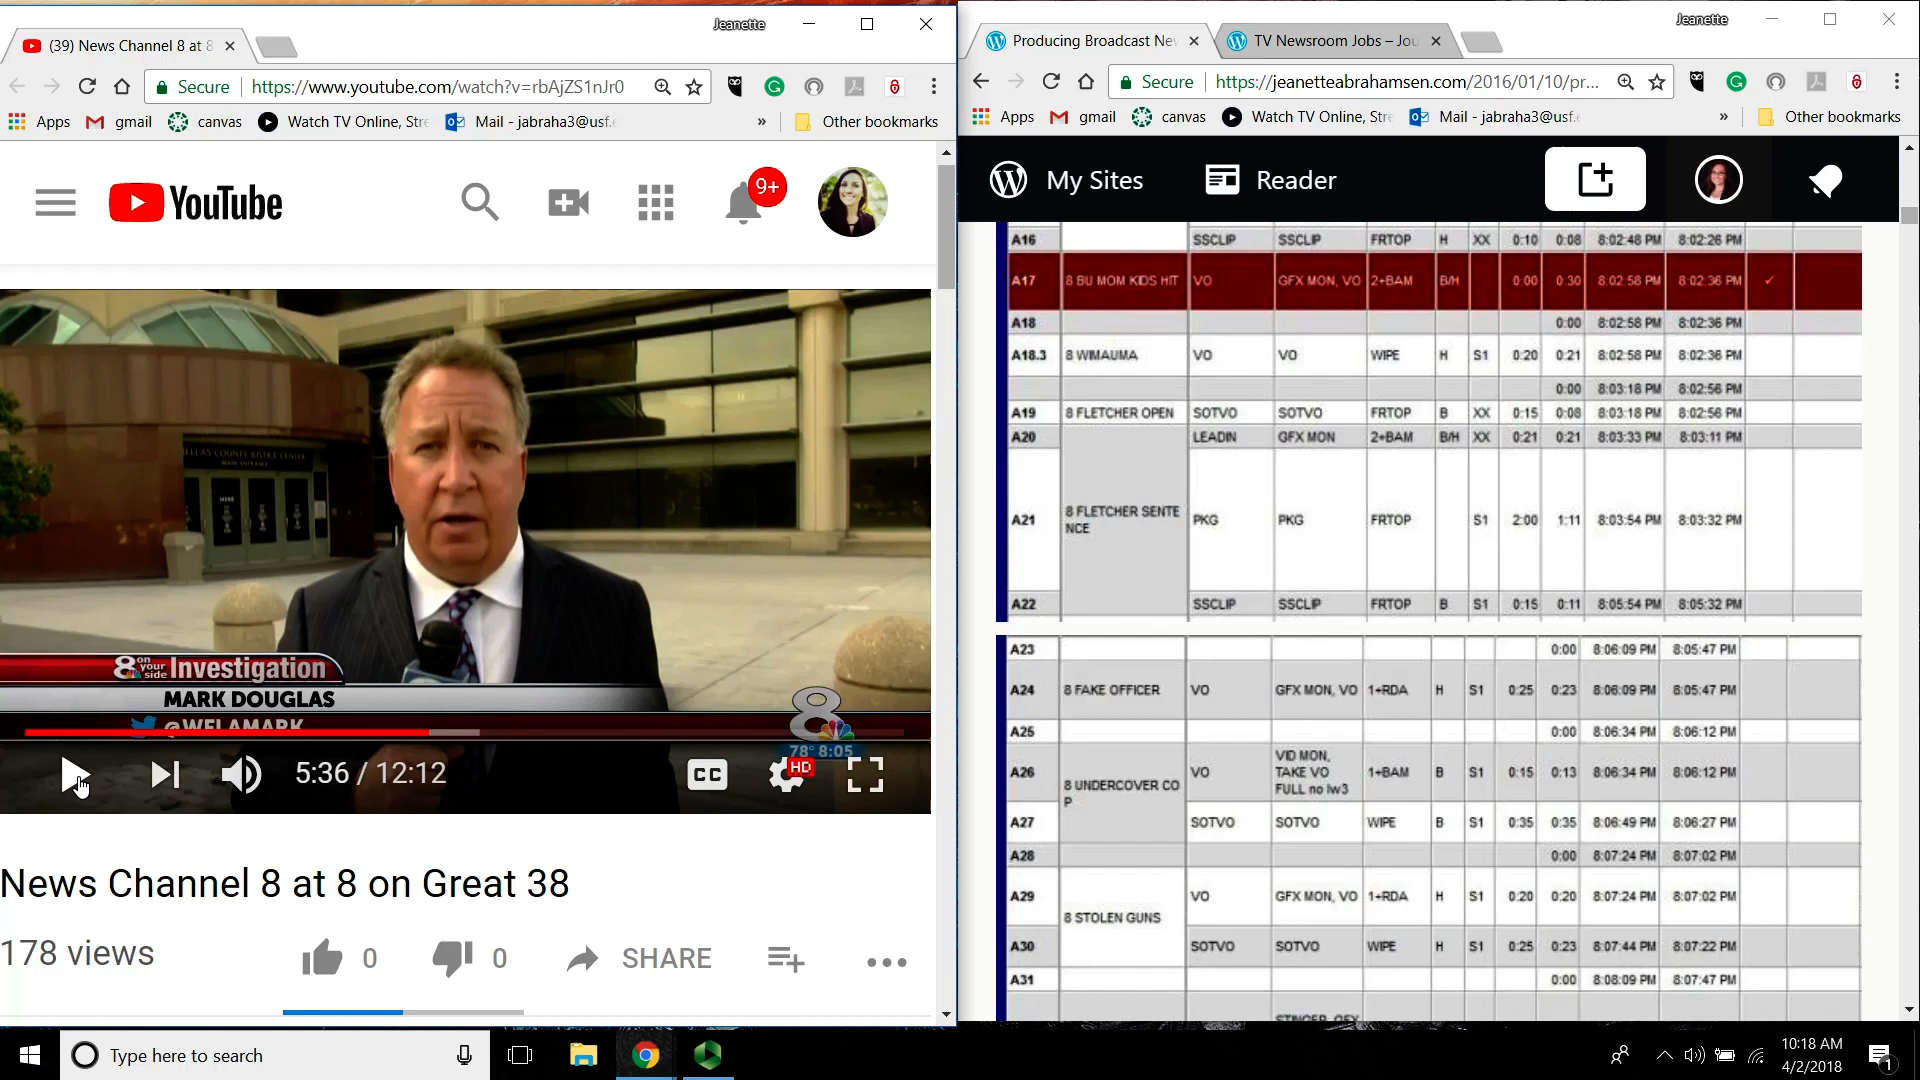 Jeanette
(39) News Channel 8 at 8
Secure https://www.youtube.com/watch?v=rbAjZS1nJr0
Apps gmail canvas Watch TV Online, Stre Mail - jabraha3@usf.e » Other bookmarks
YouTube 9+
ELLAS COUNTY JUSTICE CENTER
MAIN ENTRANCE
8 on your side Investigation
MARK DOUGLAS
@WFLAMARK
8
78° 8:05
5:36 / 12:12 CC HD
News Channel 8 at 8 on Great 38
178 views 0 0 SHARE
Jeanette
Producing Broadcast Nev TV Newsroom Jobs – Jou
Secure https://jeanetteabrahamsen.com/2016/01/10/pr...
Apps gmail canvas Watch TV Online, Stre Mail - jabraha3@usf.e » Other bookmarks
My Sites Reader
A16 SSCLIP SSCLIP FRTOP H XX 0:10 0:08 8:02:48 PM 8:02:26 PM
A17 8 BU MOM KIDS HIT VO GFX MON, VO 2+BAM B/H 0:00 0:30 8:02:58 PM 8:02:36 PM ✓
A18 0:00 8:02:58 PM 8:02:36 PM
A18.3 8 WIMAUMA VO VO WIPE H S1 0:20 0:21 8:02:58 PM 8:02:36 PM
0:00 8:03:18 PM 8:02:56 PM
A19 8 FLETCHER OPEN SOTVO SOTVO FRTOP B XX 0:15 0:08 8:03:18 PM 8:02:56 PM
A20 LEADIN GFX MON 2+BAM B/H XX 0:21 0:21 8:03:33 PM 8:03:11 PM
A21 8 FLETCHER SENTE
NCE PKG PKG FRTOP S1 2:00 1:11 8:03:54 PM 8:03:32 PM
A22 SSCLIP SSCLIP FRTOP B S1 0:15 0:11 8:05:54 PM 8:05:32 PM
A23 0:00 8:06:09 PM 8:05:47 PM
A24 8 FAKE OFFICER VO GFX MON, VO 1+RDA H S1 0:25 0:23 8:06:09 PM 8:05:47 PM
A25 0:00 8:06:34 PM 8:06:12 PM
A26 8 UNDERCOVER CO
P VO VID MON,
TAKE VO
FULL no lw3 1+BAM B S1 0:15 0:13 8:06:34 PM 8:06:12 PM
A27 SOTVO SOTVO WIPE B S1 0:35 0:35 8:06:49 PM 8:06:27 PM
A28 0:00 8:07:24 PM 8:07:02 PM
A29 8 STOLEN GUNS VO GFX MON, VO 1+RDA H S1 0:20 0:20 8:07:24 PM 8:07:02 PM
A30 SOTVO SOTVO WIPE H S1 0:25 0:23 8:07:44 PM 8:07:22 PM
A31 0:00 8:08:09 PM 8:07:47 PM
STINGER, GFX
Type here to search
10:18 AM
4/2/2018
1